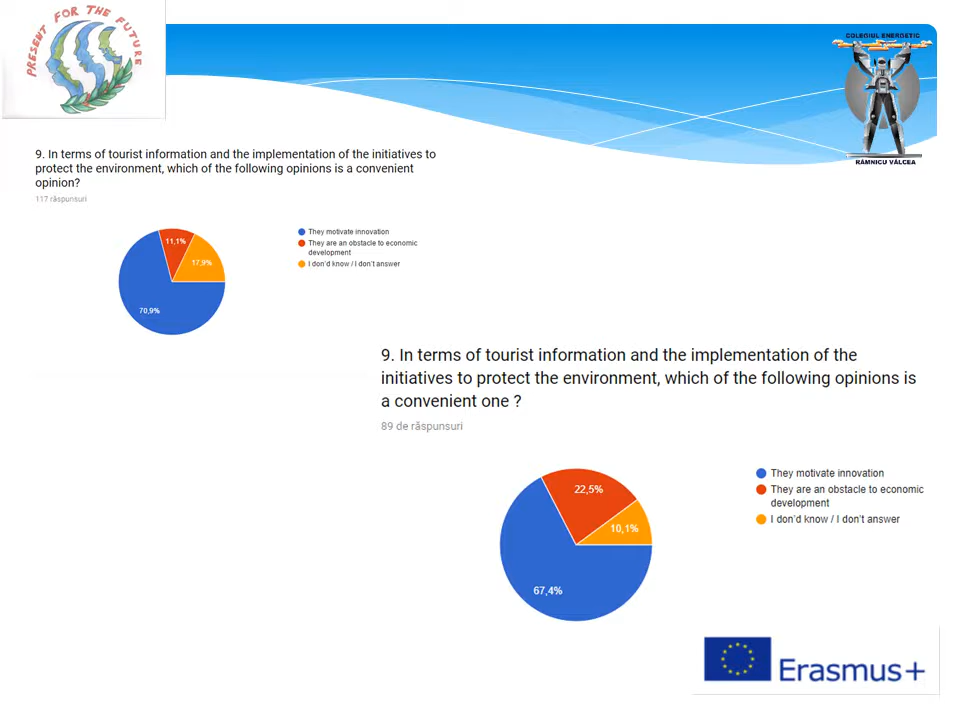 PRESENT FOR THE FUTURE
COLEGIUL ENERGETIC
RÂMNICU VÂLCEA
9. In terms of tourist information and the implementation of the initiatives to
protect the environment, which of the following opinions is a convenient
opinion?
117 răspunsuri
They motivate innovation
They are an obstacle to economic
development
I don'd know / I don't answer
11,1%
17,9%
70,9%
9. In terms of tourist information and the implementation of the
initiatives to protect the environment, which of the following opinions is
a convenient one ?
89 de răspunsuri
They motivate innovation
They are an obstacle to economic
development
I don'd know / I don't answer
22,5%
10,1%
67,4%
Erasmus+